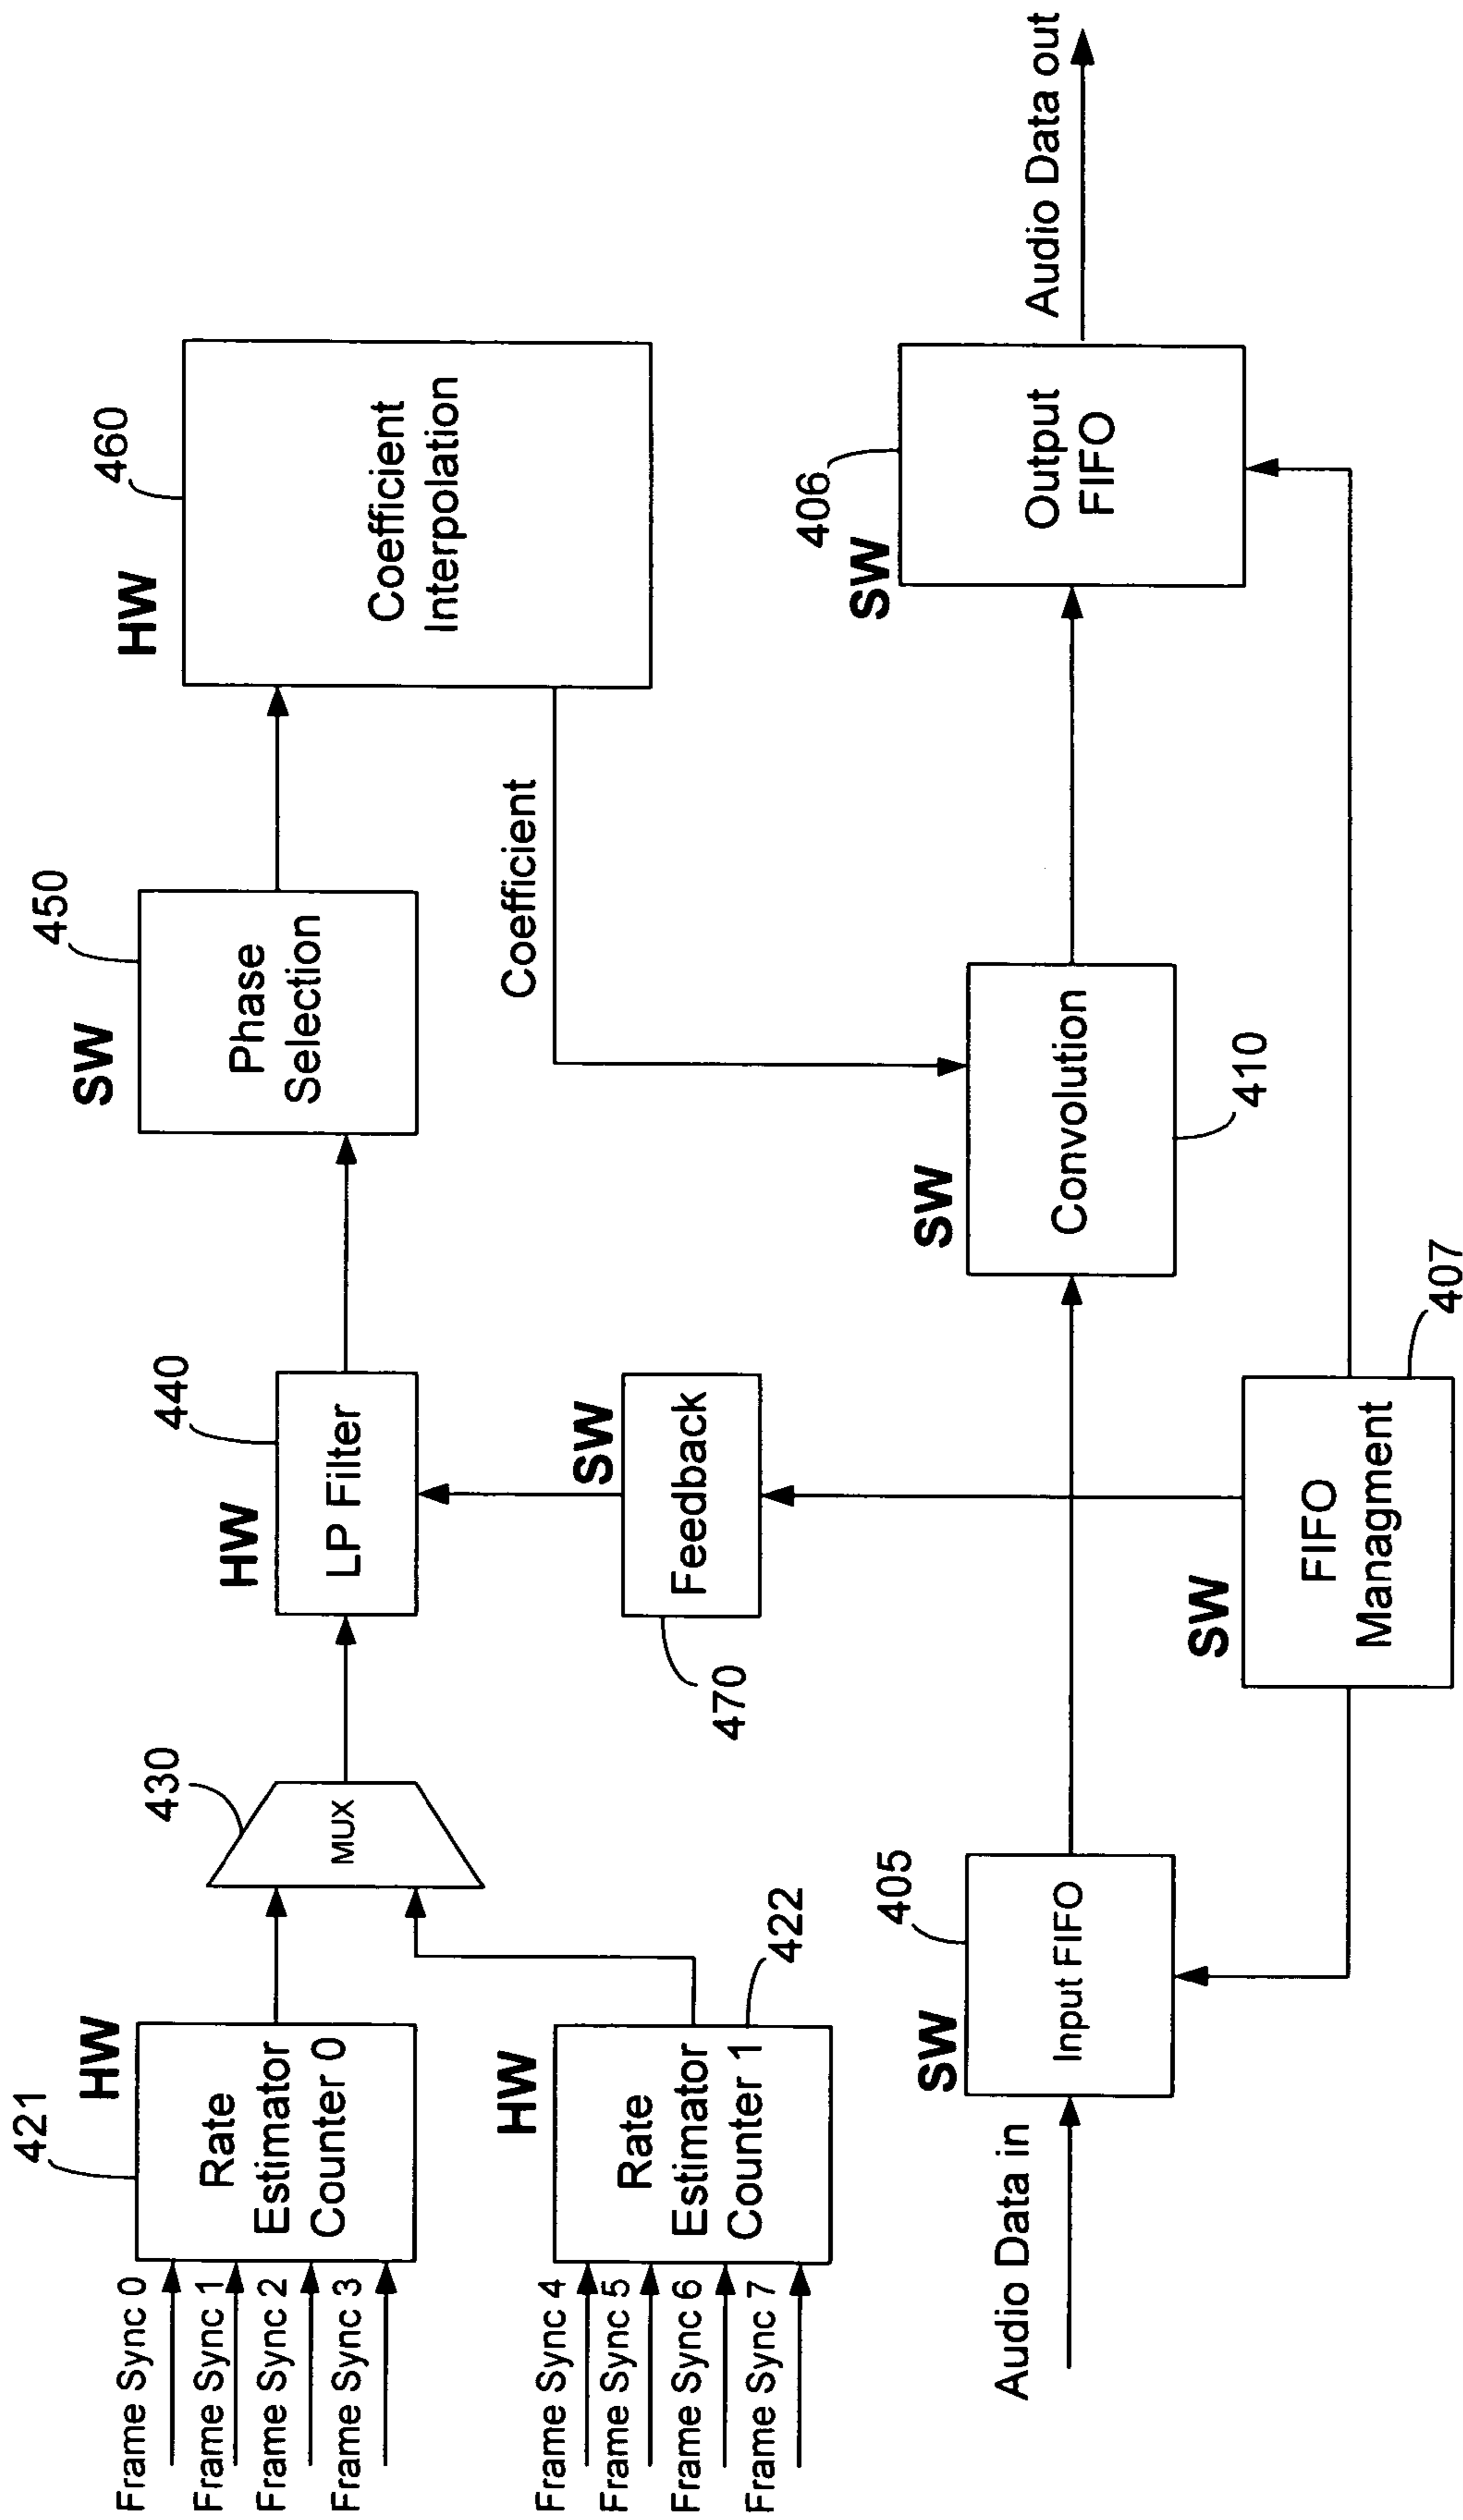 Frame Sync 0
Frame Sync 1
Frame Sync 2
Frame Sync 3
421
HW
Rate
Estimator
Counter 0
Frame Sync 4
Frame Sync 5
Frame Sync 6
Frame Sync 7
HW
Rate
Estimator
Counter 1
422
430
MUX
HW
440
LP Filter
SW
Feedback
470
SW
450
Phase
Selection
HW
460
Coefficient
Interpolation
Coefficient
Audio Data in
SW
405
Input FIFO
SW
Convolution
410
SW
406
Output
FIFO
Audio Data out
SW
FIFO
Managment
407